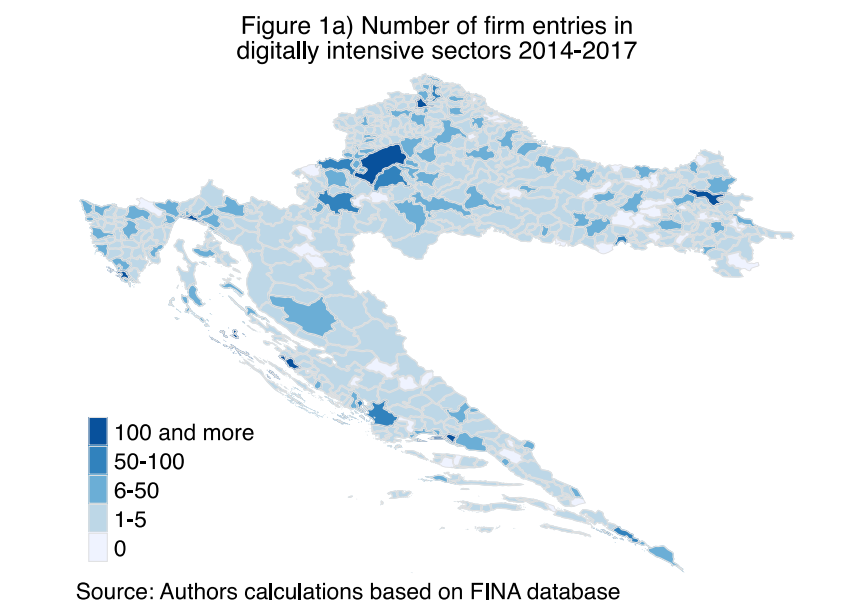 Figure 1a) Number of firm entries in
digitally intensive sectors 2014-2017
100 and more
50-100
6-50
1-5
0
Source: Authors calculations based on FINA database